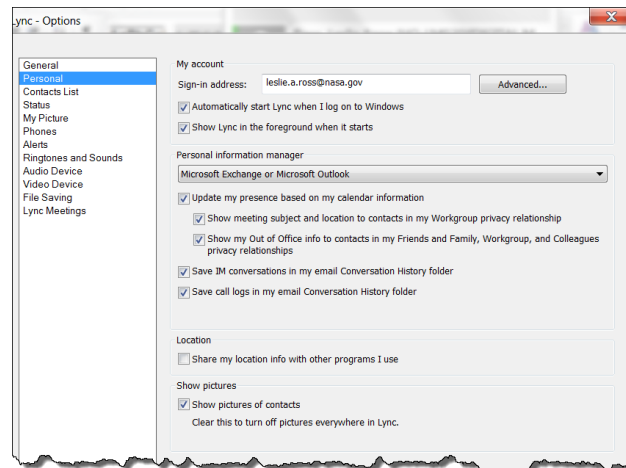 Lync - Options
General
Personal
Contacts List
Status
My Picture
Phones
Alerts
Ringtones and Sounds
Audio Device
Video Device
File Saving
Lync Meetings
My account
Sign-in address: leslie.a.ross@nasa.gov Advanced...
Automatically start Lync when I log on to Windows
Show Lync in the foreground when it starts
Personal information manager
Microsoft Exchange or Microsoft Outlook
Update my presence based on my calendar information
Show meeting subject and location to contacts in my Workgroup privacy relationship
Show my Out of Office info to contacts in my Friends and Family, Workgroup, and Colleagues
privacy relationships
Save IM conversations in my email Conversation History folder
Save call logs in my email Conversation History folder
Location
Share my location info with other programs I use
Show pictures
Show pictures of contacts
Clear this to turn off pictures everywhere in Lync.